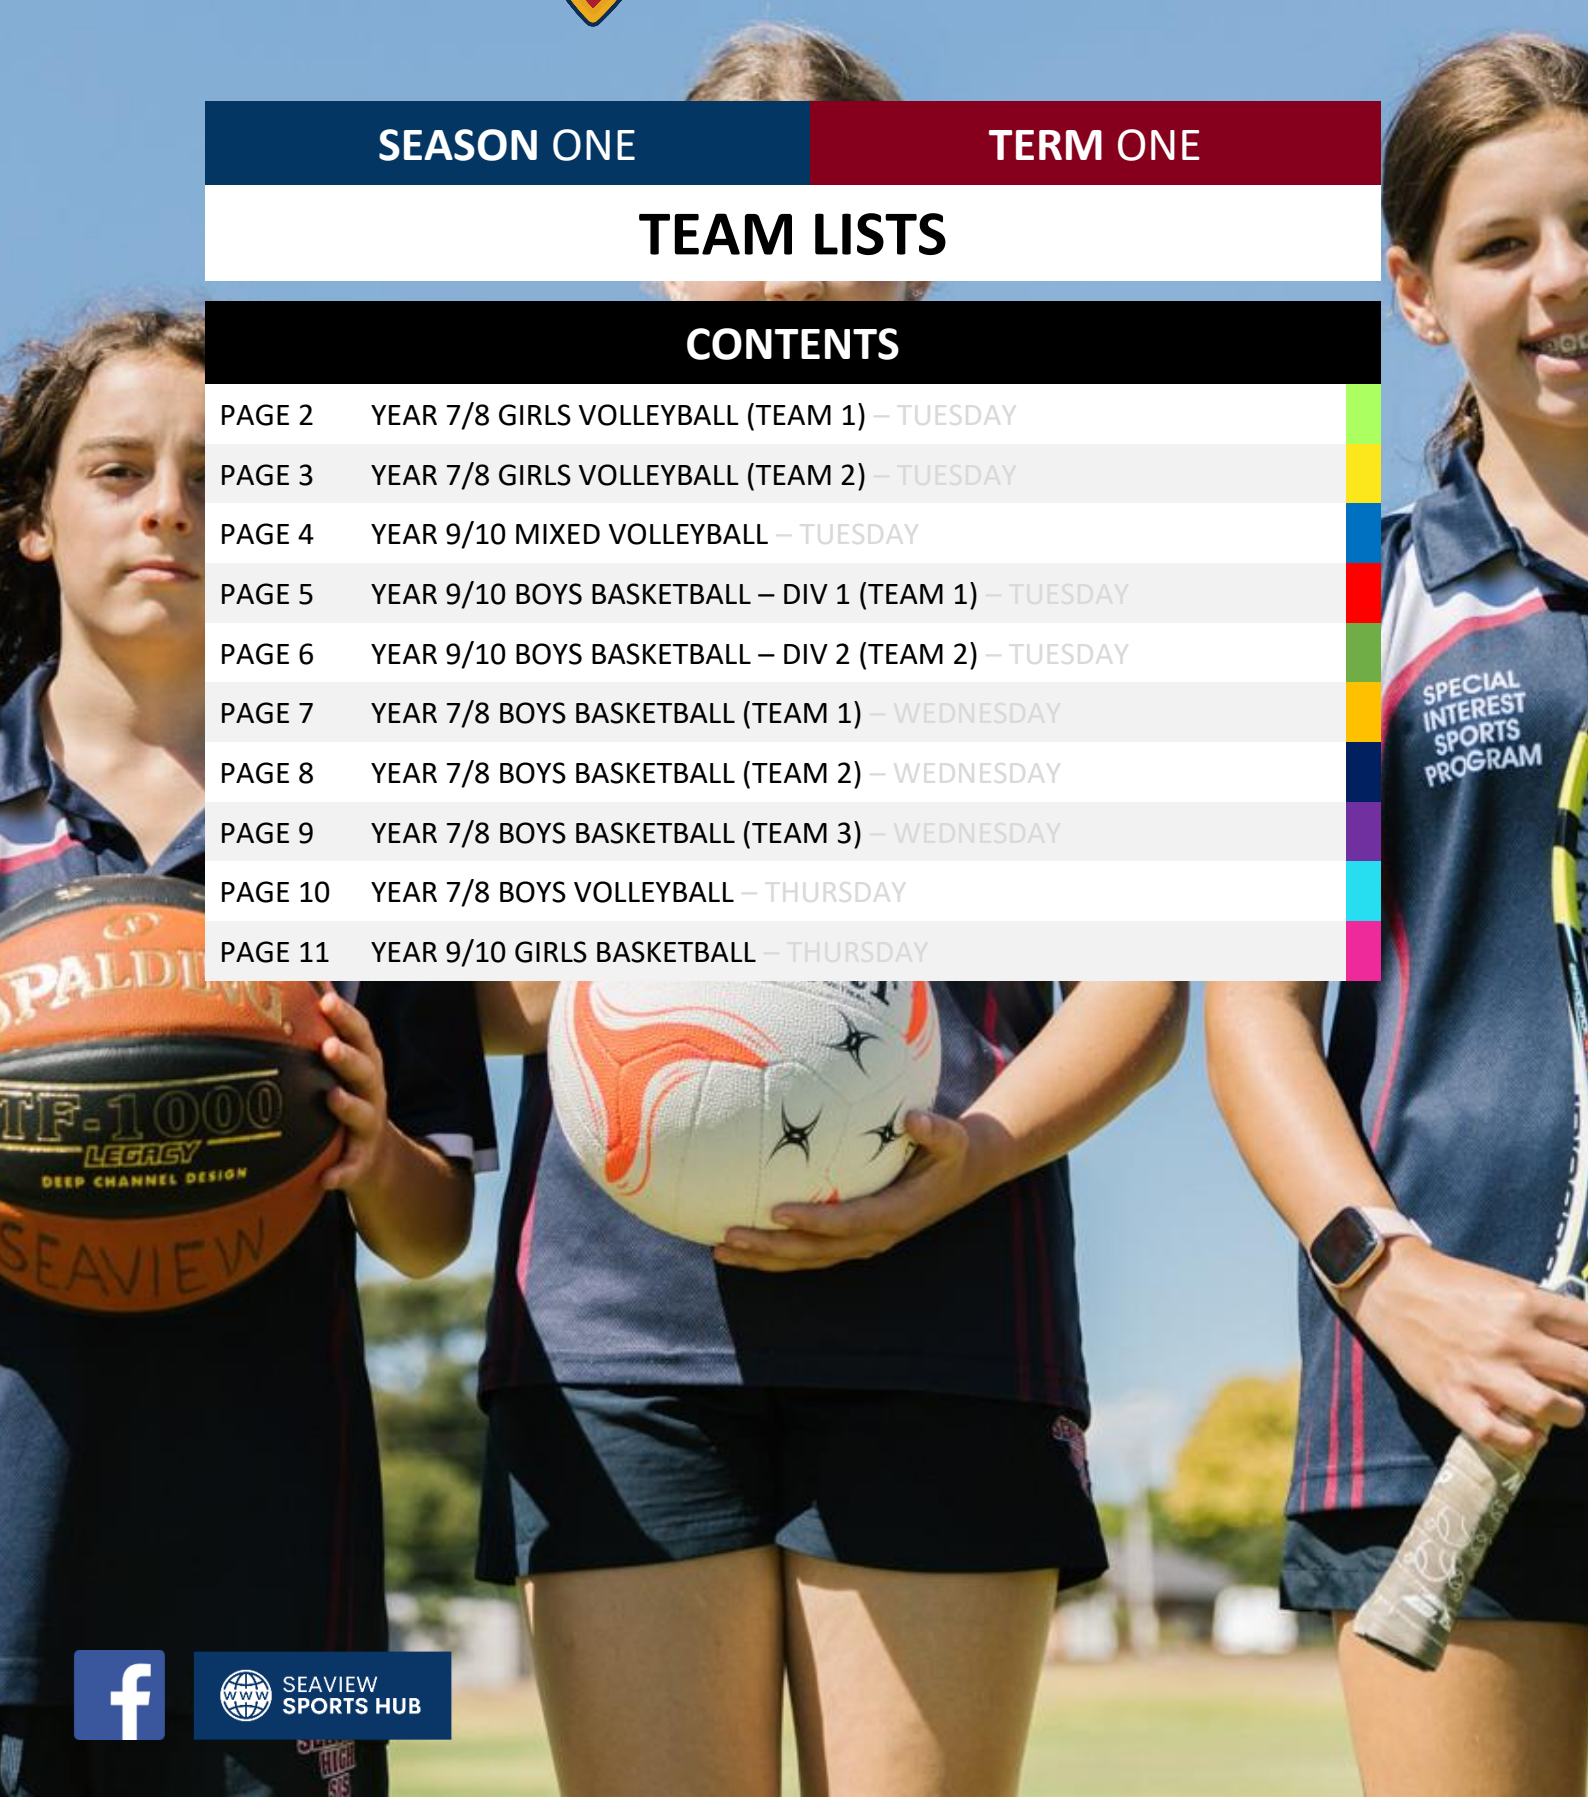 SEASON ONE
TERM ONE
TEAM LISTS
CONTENTS
PAGE 2 YEAR 7/8 GIRLS VOLLEYBALL (TEAM 1) – TUESDAY
PAGE 3 YEAR 7/8 GIRLS VOLLEYBALL (TEAM 2) – TUESDAY
PAGE 4 YEAR 9/10 MIXED VOLLEYBALL – TUESDAY
PAGE 5 YEAR 9/10 BOYS BASKETBALL – DIV 1 (TEAM 1) – TUESDAY
PAGE 6 YEAR 9/10 BOYS BASKETBALL – DIV 2 (TEAM 2) – TUESDAY
PAGE 7 YEAR 7/8 BOYS BASKETBALL (TEAM 1) – WEDNESDAY
PAGE 8 YEAR 7/8 BOYS BASKETBALL (TEAM 2) – WEDNESDAY
PAGE 9 YEAR 7/8 BOYS BASKETBALL (TEAM 3) – WEDNESDAY
PAGE 10 YEAR 7/8 BOYS VOLLEYBALL – THURSDAY
PAGE 11 YEAR 9/10 GIRLS BASKETBALL – THURSDAY
SPECIAL
INTEREST
SPORTS
PROGRAM
SPALDING
TF-1000
LEGACY
DEEP CHANNEL DESIGN
SEAVIEW
f
www
SEAVIEW
SPORTS HUB
HIGH